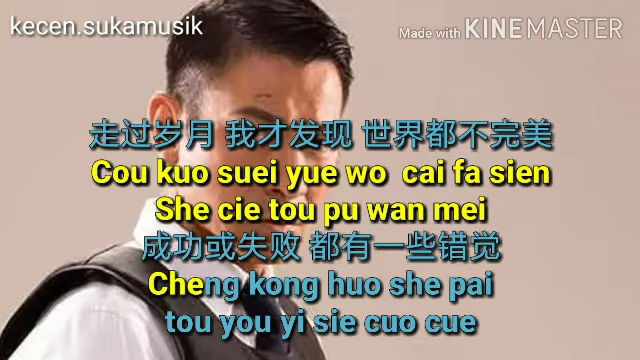 kecen.sukamusik
Made with KINEMASTER
走过岁月 我才发现 世界都不完美
Cou kuo suei yue wo cai fa sien
She cie tou pu wan mei
成功或失败 都有一些错觉
Cheng kong huo she pai
tou you yi sie cuo cue